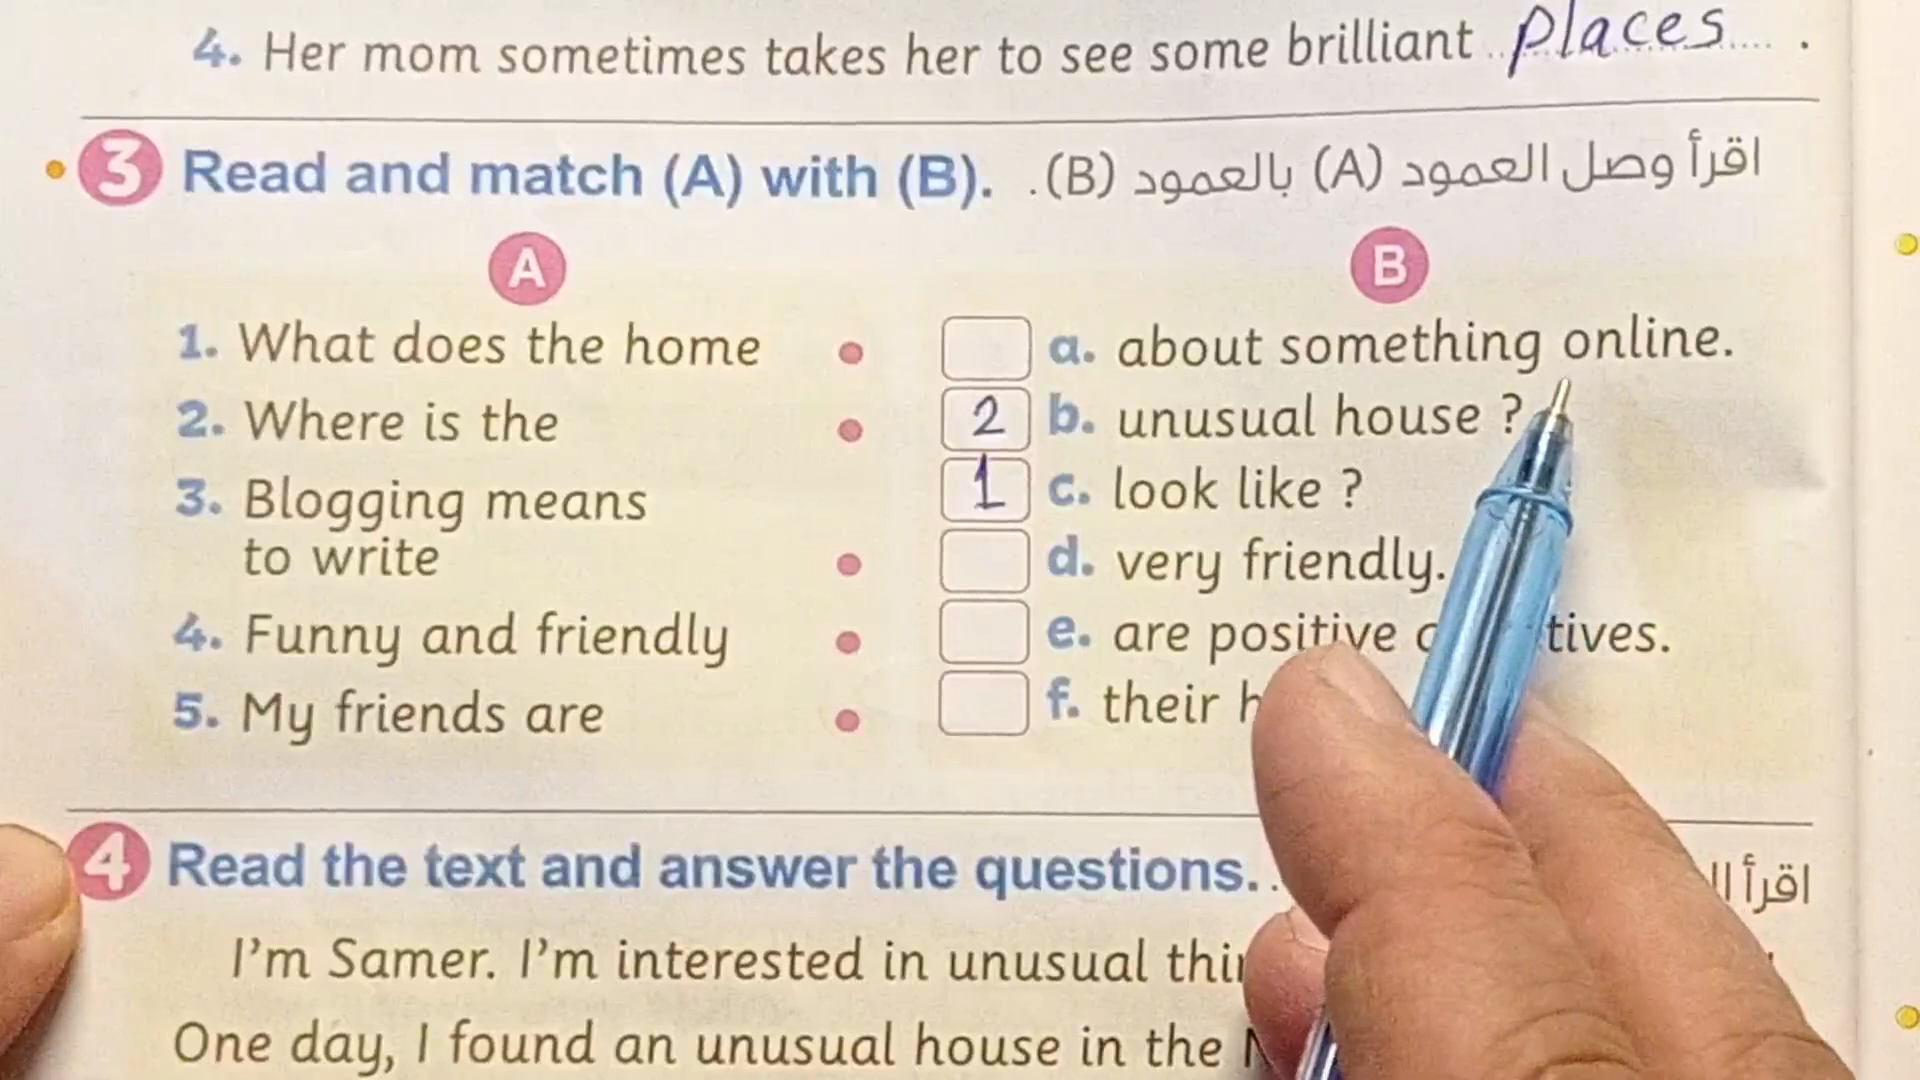 4. Her mom sometimes takes her to see some brilliant places .
3 Read and match (A) with (B). اقرأ وصل العمود (A) بالعمود (B).
A B
1. What does the home
2. Where is the
3. Blogging means
to write
4. Funny and friendly
5. My friends are
a. about something online.
2 b. unusual house ?
1 c. look like ?
d. very friendly.
e. are positive
f. their
4 Read the text and answer the questions. اقرأ
I'm Samer. I'm interested in unusual
One day, I found an unusual house in the